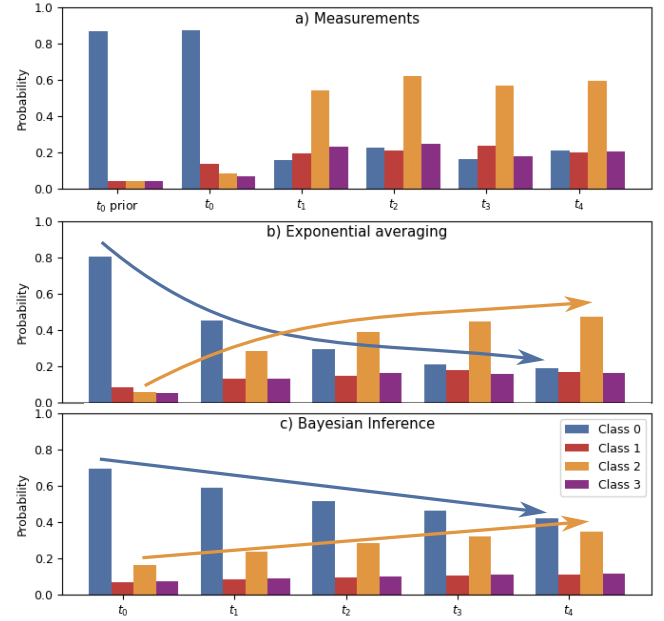 a) Measurements
Probability
1.0
0.8
0.6
0.4
0.2
0.0
t₀ prior t₀ t₁ t₂ t₃ t₄
b) Exponential averaging
Probability
1.0
0.8
0.6
0.4
0.2
0.0
c) Bayesian Inference
Probability
1.0
0.8
0.6
0.4
0.2
0.0
Class 0
Class 1
Class 2
Class 3
t₀ t₁ t₂ t₃ t₄